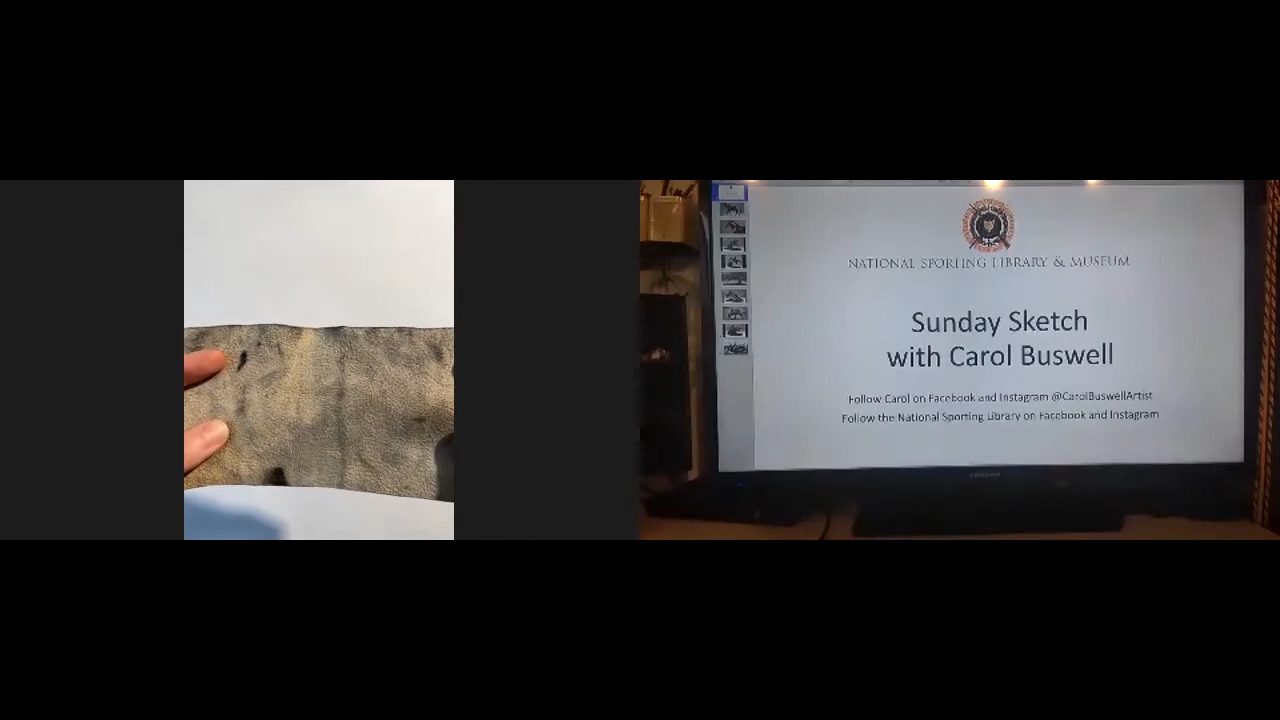 NATIONAL SPORTING LIBRARY & MUSEUM
Sunday Sketch
with Carol Buswell
Follow Carol on Facebook and Instagram @CarolBuswellArtist
Follow the National Sporting Library on Facebook and Instagram